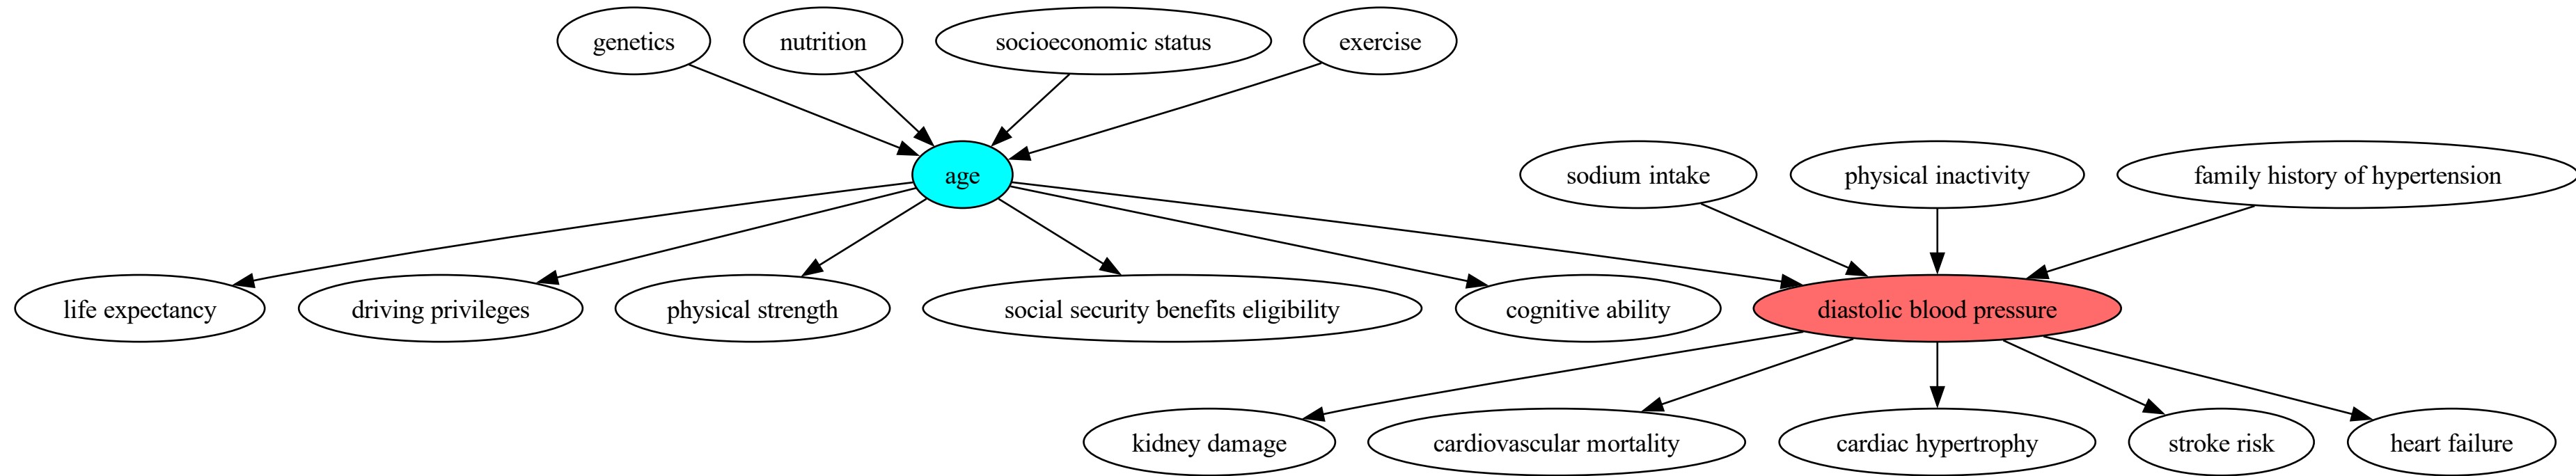 genetics
nutrition
socioeconomic status
exercise
age
sodium intake
physical inactivity
family history of hypertension
life expectancy
driving privileges
physical strength
social security benefits eligibility
cognitive ability
diastolic blood pressure
kidney damage
cardiovascular mortality
cardiac hypertrophy
stroke risk
heart failure